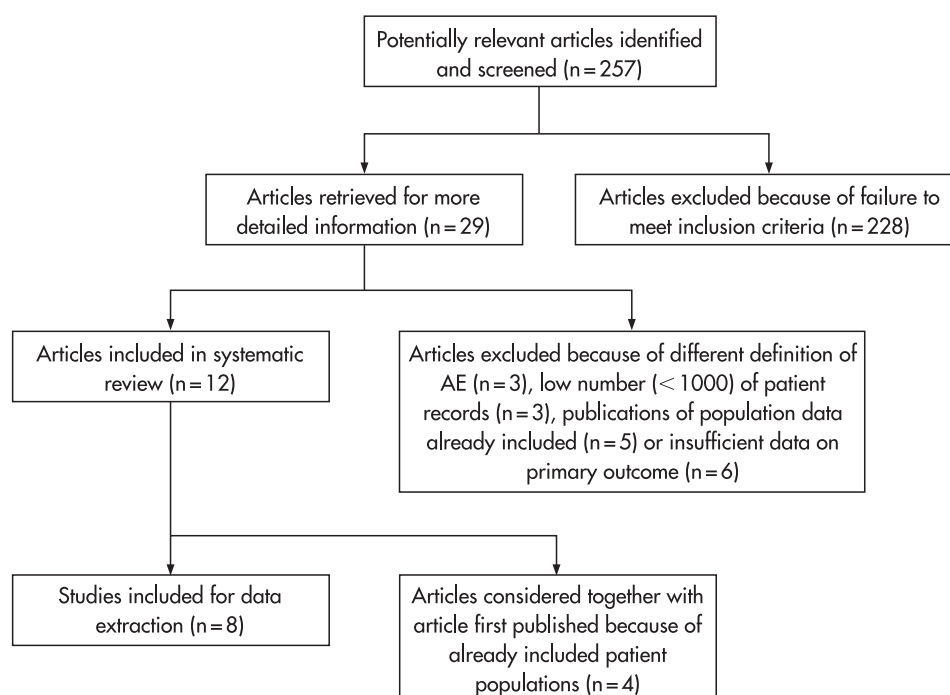 Potentially relevant articles identified
and screened (n=257)
Articles retrieved for more
detailed information (n=29)
Articles excluded because of failure to
meet inclusion criteria (n=228)
Articles included in systematic
review (n=12)
Articles excluded because of different definition of
AE (n=3), low number (< 1000) of patient
records (n=3), publications of population data
already included (n=5) or insufficient data on
primary outcome (n=6)
Studies included for data
extraction (n=8)
Articles considered together with
article first published because of
already included patient
populations (n=4)